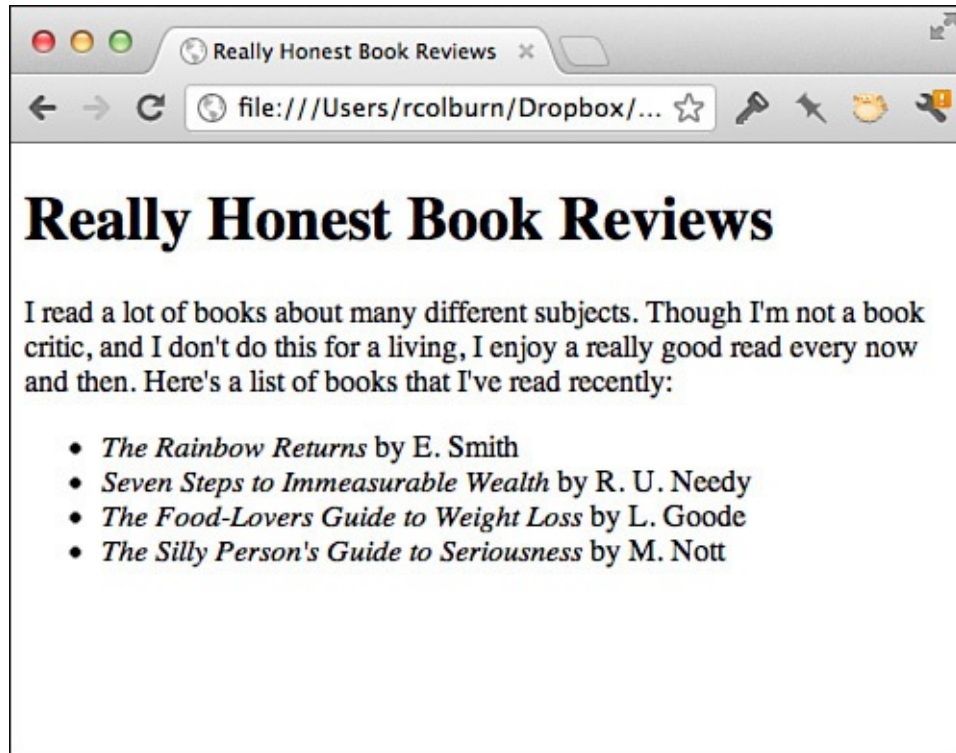 Really Honest Book Reviews
file:///Users/rcolburn/Dropbox/...
Really Honest Book Reviews
I read a lot of books about many different subjects. Though I'm not a book
critic, and I don't do this for a living, I enjoy a really good read every now
and then. Here's a list of books that I've read recently:
• The Rainbow Returns by E. Smith
• Seven Steps to Immeasurable Wealth by R. U. Needy
• The Food-Lovers Guide to Weight Loss by L. Goode
• The Silly Person's Guide to Seriousness by M. Nott